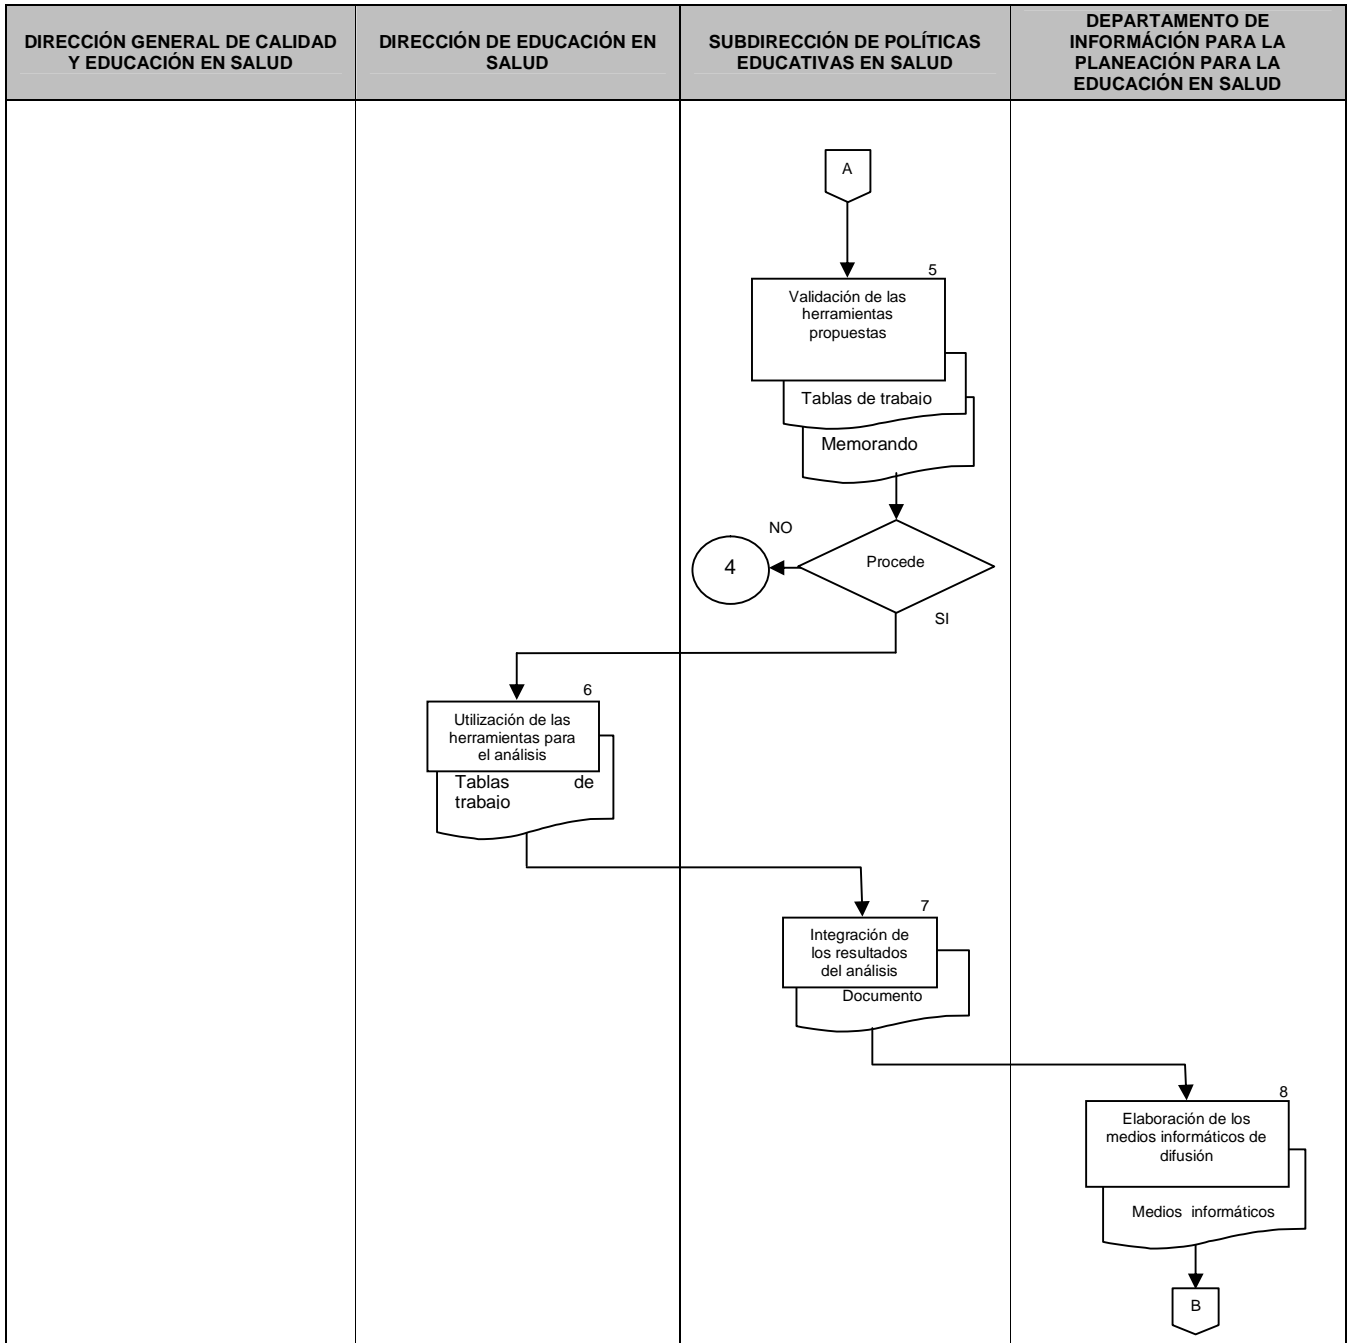 DIRECCIÓN GENERAL DE CALIDAD
Y EDUCACIÓN EN SALUD
DIRECCIÓN DE EDUCACIÓN EN
SALUD
SUBDIRECCIÓN DE POLÍTICAS
EDUCATIVAS EN SALUD
DEPARTAMENTO DE
INFORMÁCIÓN PARA LA
PLANEACIÓN PARA LA
EDUCACIÓN EN SALUD
A
5
Validación de las
herramientas
propuestas
Tablas de trabajo
Memorando
NO
4
Procede
SI
6
Utilización de las
herramientas para
el análisis
Tablas de
trabajo
7
Integración de
los resultados
del análisis
Documento
8
Elaboración de los
medios informáticos de
difusión
Medios informáticos
B